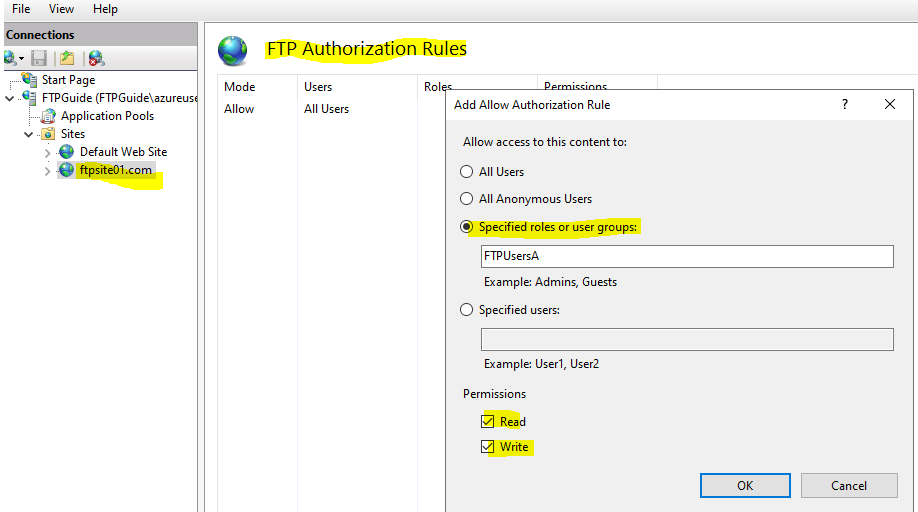 File View Help
Connections
FTP Authorization Rules
Start Page
FTPGuide (FTPGuide\azureuse
Application Pools
Sites
Default Web Site
ftpsite01.com
Mode Users Roles Permissions
Allow All Users
Add Allow Authorization Rule ?
Allow access to this content to:
All Users
All Anonymous Users
Specified roles or user groups:
FTPUsersA
Example: Admins, Guests
Specified users:
Example: User1, User2
Permissions
Read
Write
OK Cancel